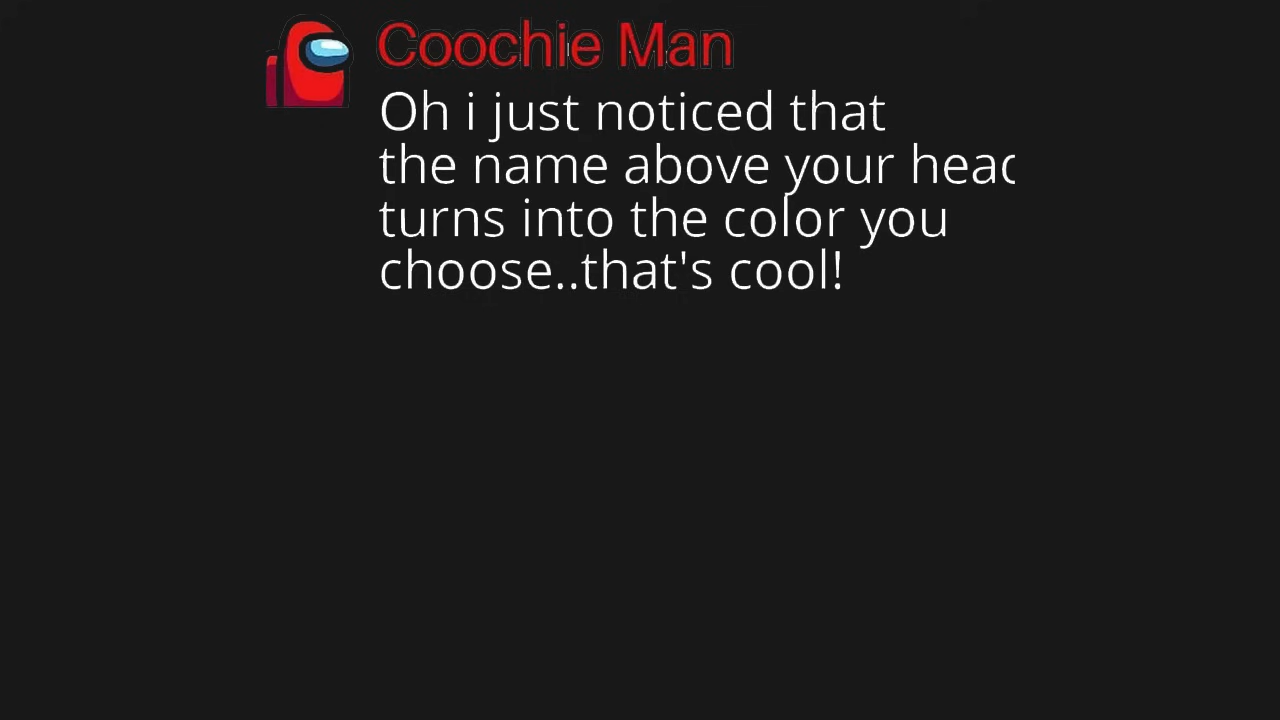 Coochie Man
Oh i just noticed that
the name above your head
turns into the color you
choose..that's cool!